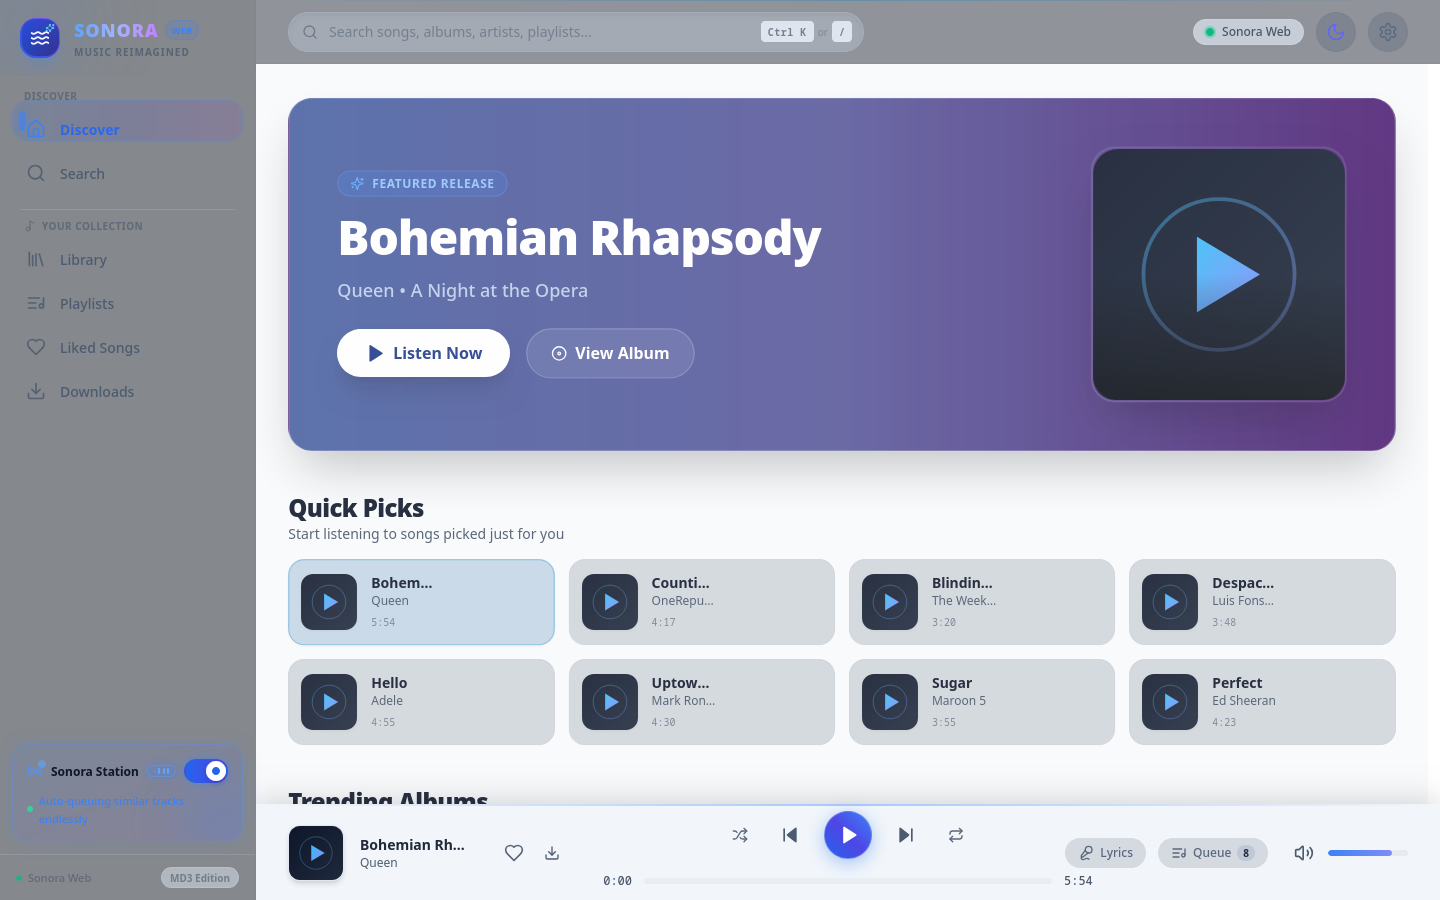 SONORA WEB
MUSIC REIMAGINED
DISCOVER
Discover
Search
YOUR COLLECTION
Library
Playlists
Liked Songs
Downloads
Sonora Station
Auto-queuing similar tracks
endlessly
Sonora Web
MD3 Edition
Search songs, albums, artists, playlists...
Ctrl K or /
Sonora Web
FEATURED RELEASE
Bohemian Rhapsody
Queen • A Night at the Opera
Listen Now
View Album
Quick Picks
Start listening to songs picked just for you
Bohem...
Queen
5:54
Counti...
OneRepu...
4:17
Blindin...
The Week...
3:20
Despac...
Luis Fons...
3:48
Hello
Adele
4:55
Uptow...
Mark Ron...
4:30
Sugar
Maroon 5
3:55
Perfect
Ed Sheeran
4:23
Trending Albums
Bohemian Rh...
Queen
0:00
5:54
Lyrics
Queue 8